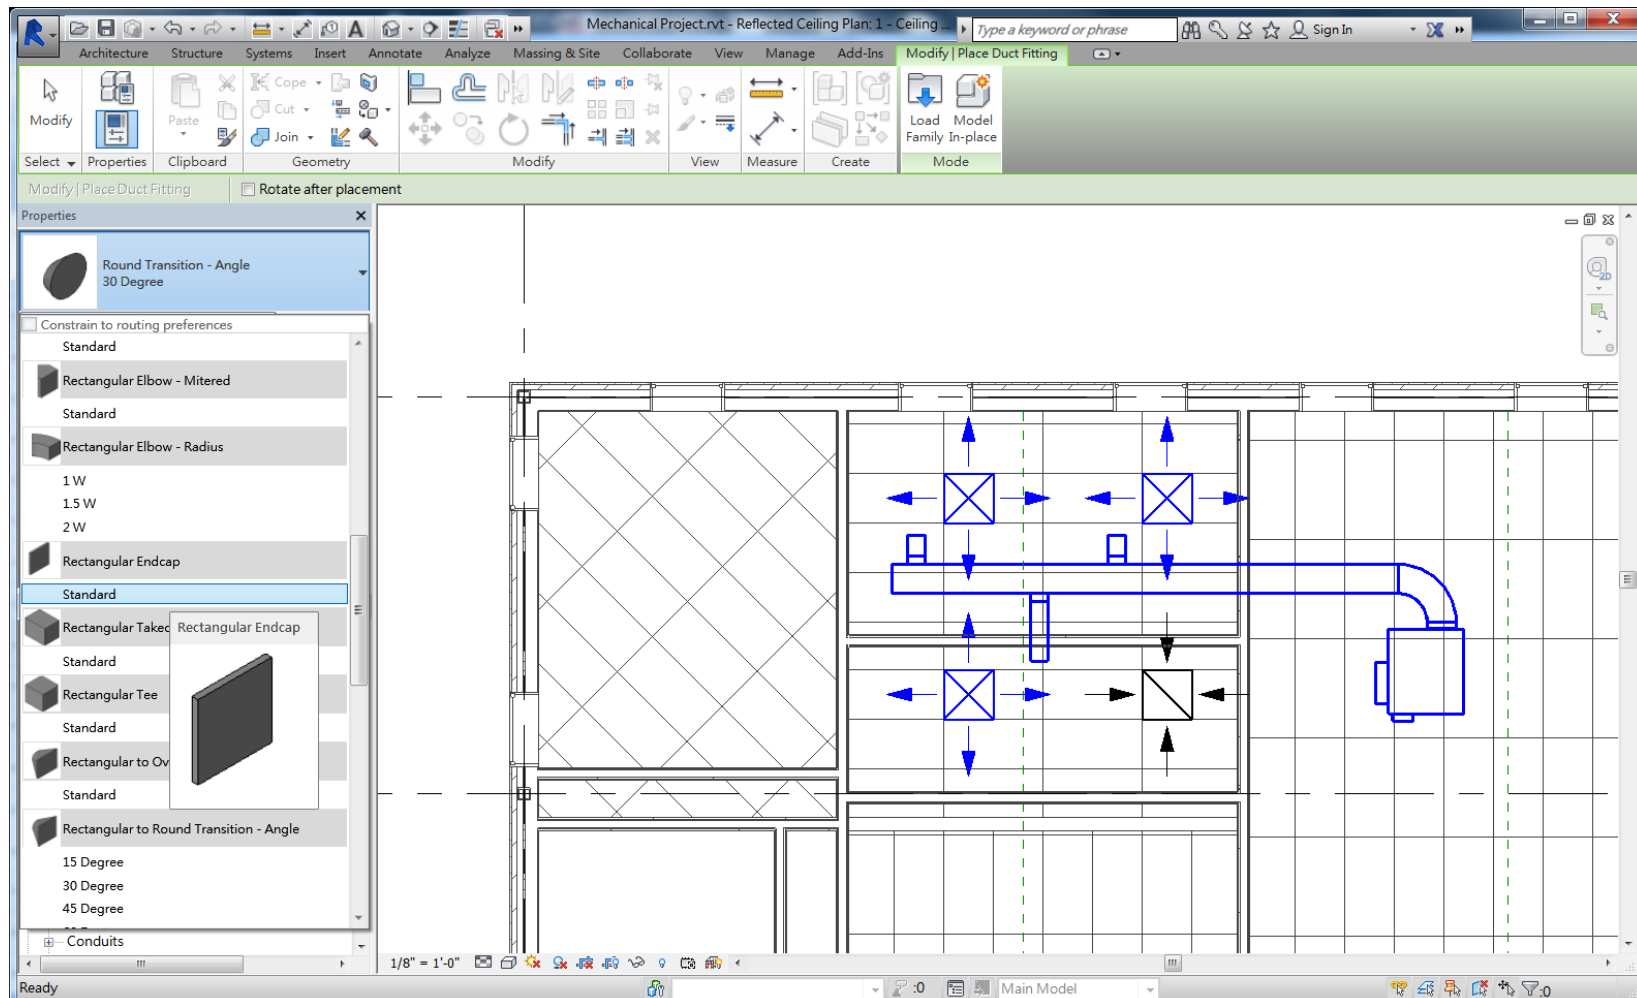 Mechanical Project.rvt - Reflected Ceiling Plan: 1 - Ceiling ...
Type a keyword or phrase
Sign In
Architecture Structure Systems Insert Annotate Analyze Massing & Site Collaborate View Manage Add-Ins Modify | Place Duct Fitting
Modify
Paste
Cope
Cut
Join
Load Family
Model In-place
Select Properties Clipboard Geometry Modify View Measure Create Mode
Modify | Place Duct Fitting
Rotate after placement
Properties
Round Transition - Angle
30 Degree
Constrain to routing preferences
Standard
Rectangular Elbow - Mitered
Standard
Rectangular Elbow - Radius
1 W
1.5 W
2 W
Rectangular Endcap
Standard
Rectangular Takeo
Rectangular Endcap
Standard
Rectangular Tee
Standard
Rectangular to Ov
Standard
Rectangular to Round Transition - Angle
15 Degree
30 Degree
45 Degree
Conduits
2D
1/8" = 1'-0"
Ready
:0
Main Model
:0